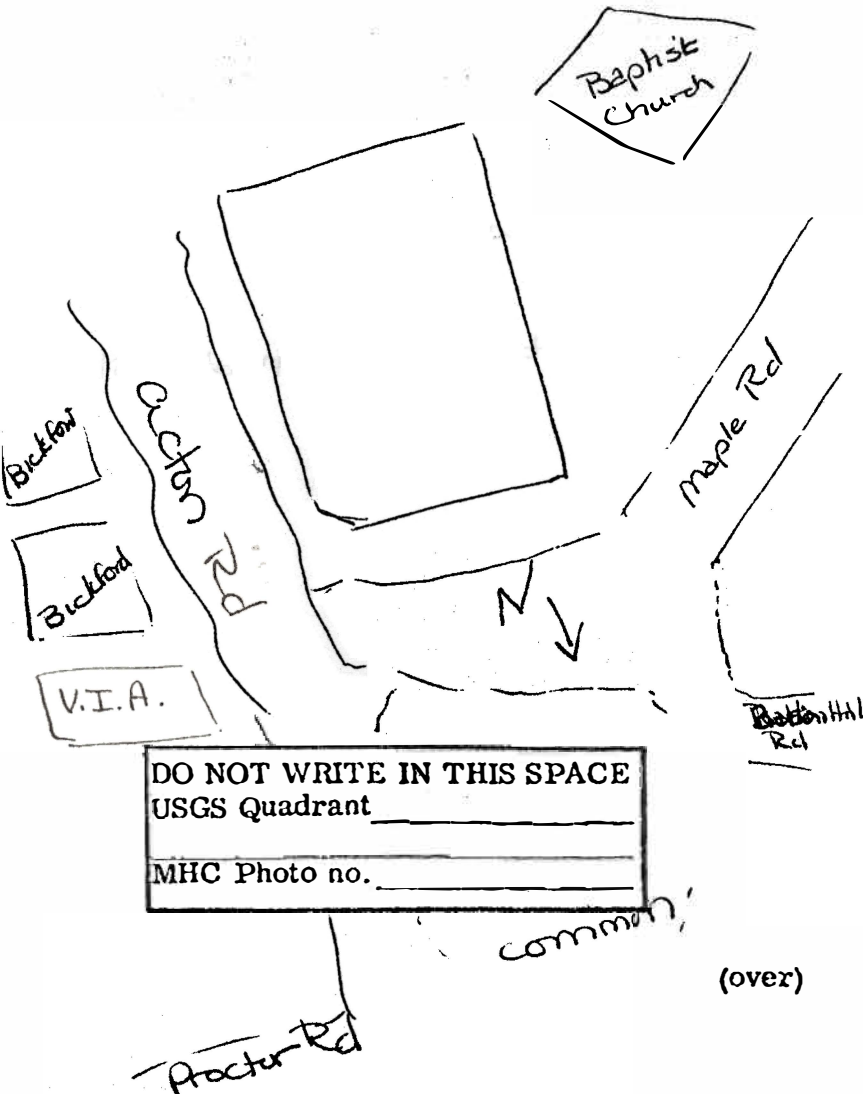 Baptist
Church
Maple Rd
Acton Rd
Bickford
N
V.I.A.
Hill
Rd
DO NOT WRITE IN THIS SPACE
USGS Quadrant
MHC Photo no.
common
(over)
Proctor Rd